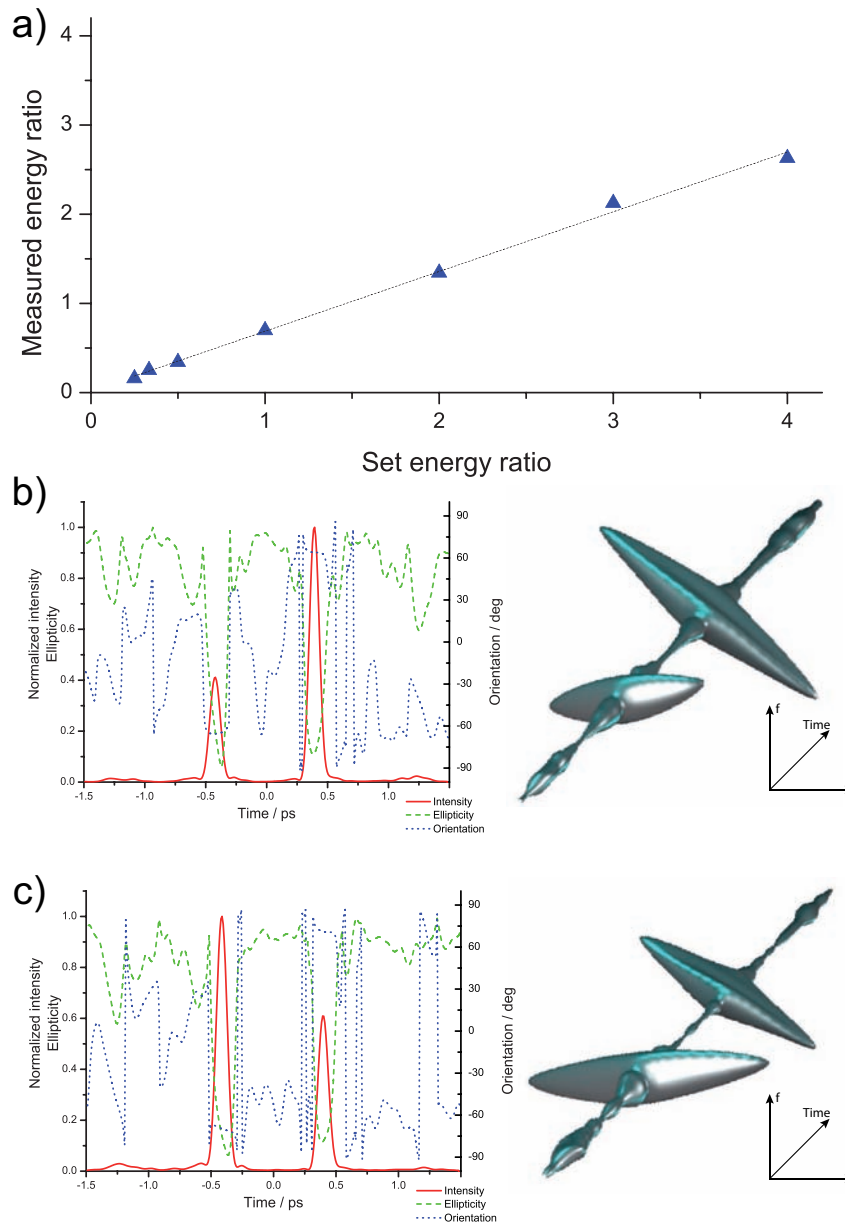 a)
4
3
2
1
0
Measured energy ratio
0 1 2 3 4
Set energy ratio
b)
1.0
0.8
0.6
0.4
0.2
0.0
Normalized intensity
Ellipticity
90
60
30
0
-30
-60
-90
Orientation / deg
-1.5 -1.0 -0.5 0.0 0.5 1.0
Time / ps
Intensity
Ellipticity
Orientation
f
Time
c)
1.0
0.8
0.6
0.4
0.2
0.0
Normalized intensity
Ellipticity
90
60
30
0
-30
-60
-90
Orientation / deg
-1.5 -1.0 -0.5 0.0 0.5 1.0
Time / ps
Intensity
Ellipticity
Orientation
f
Time